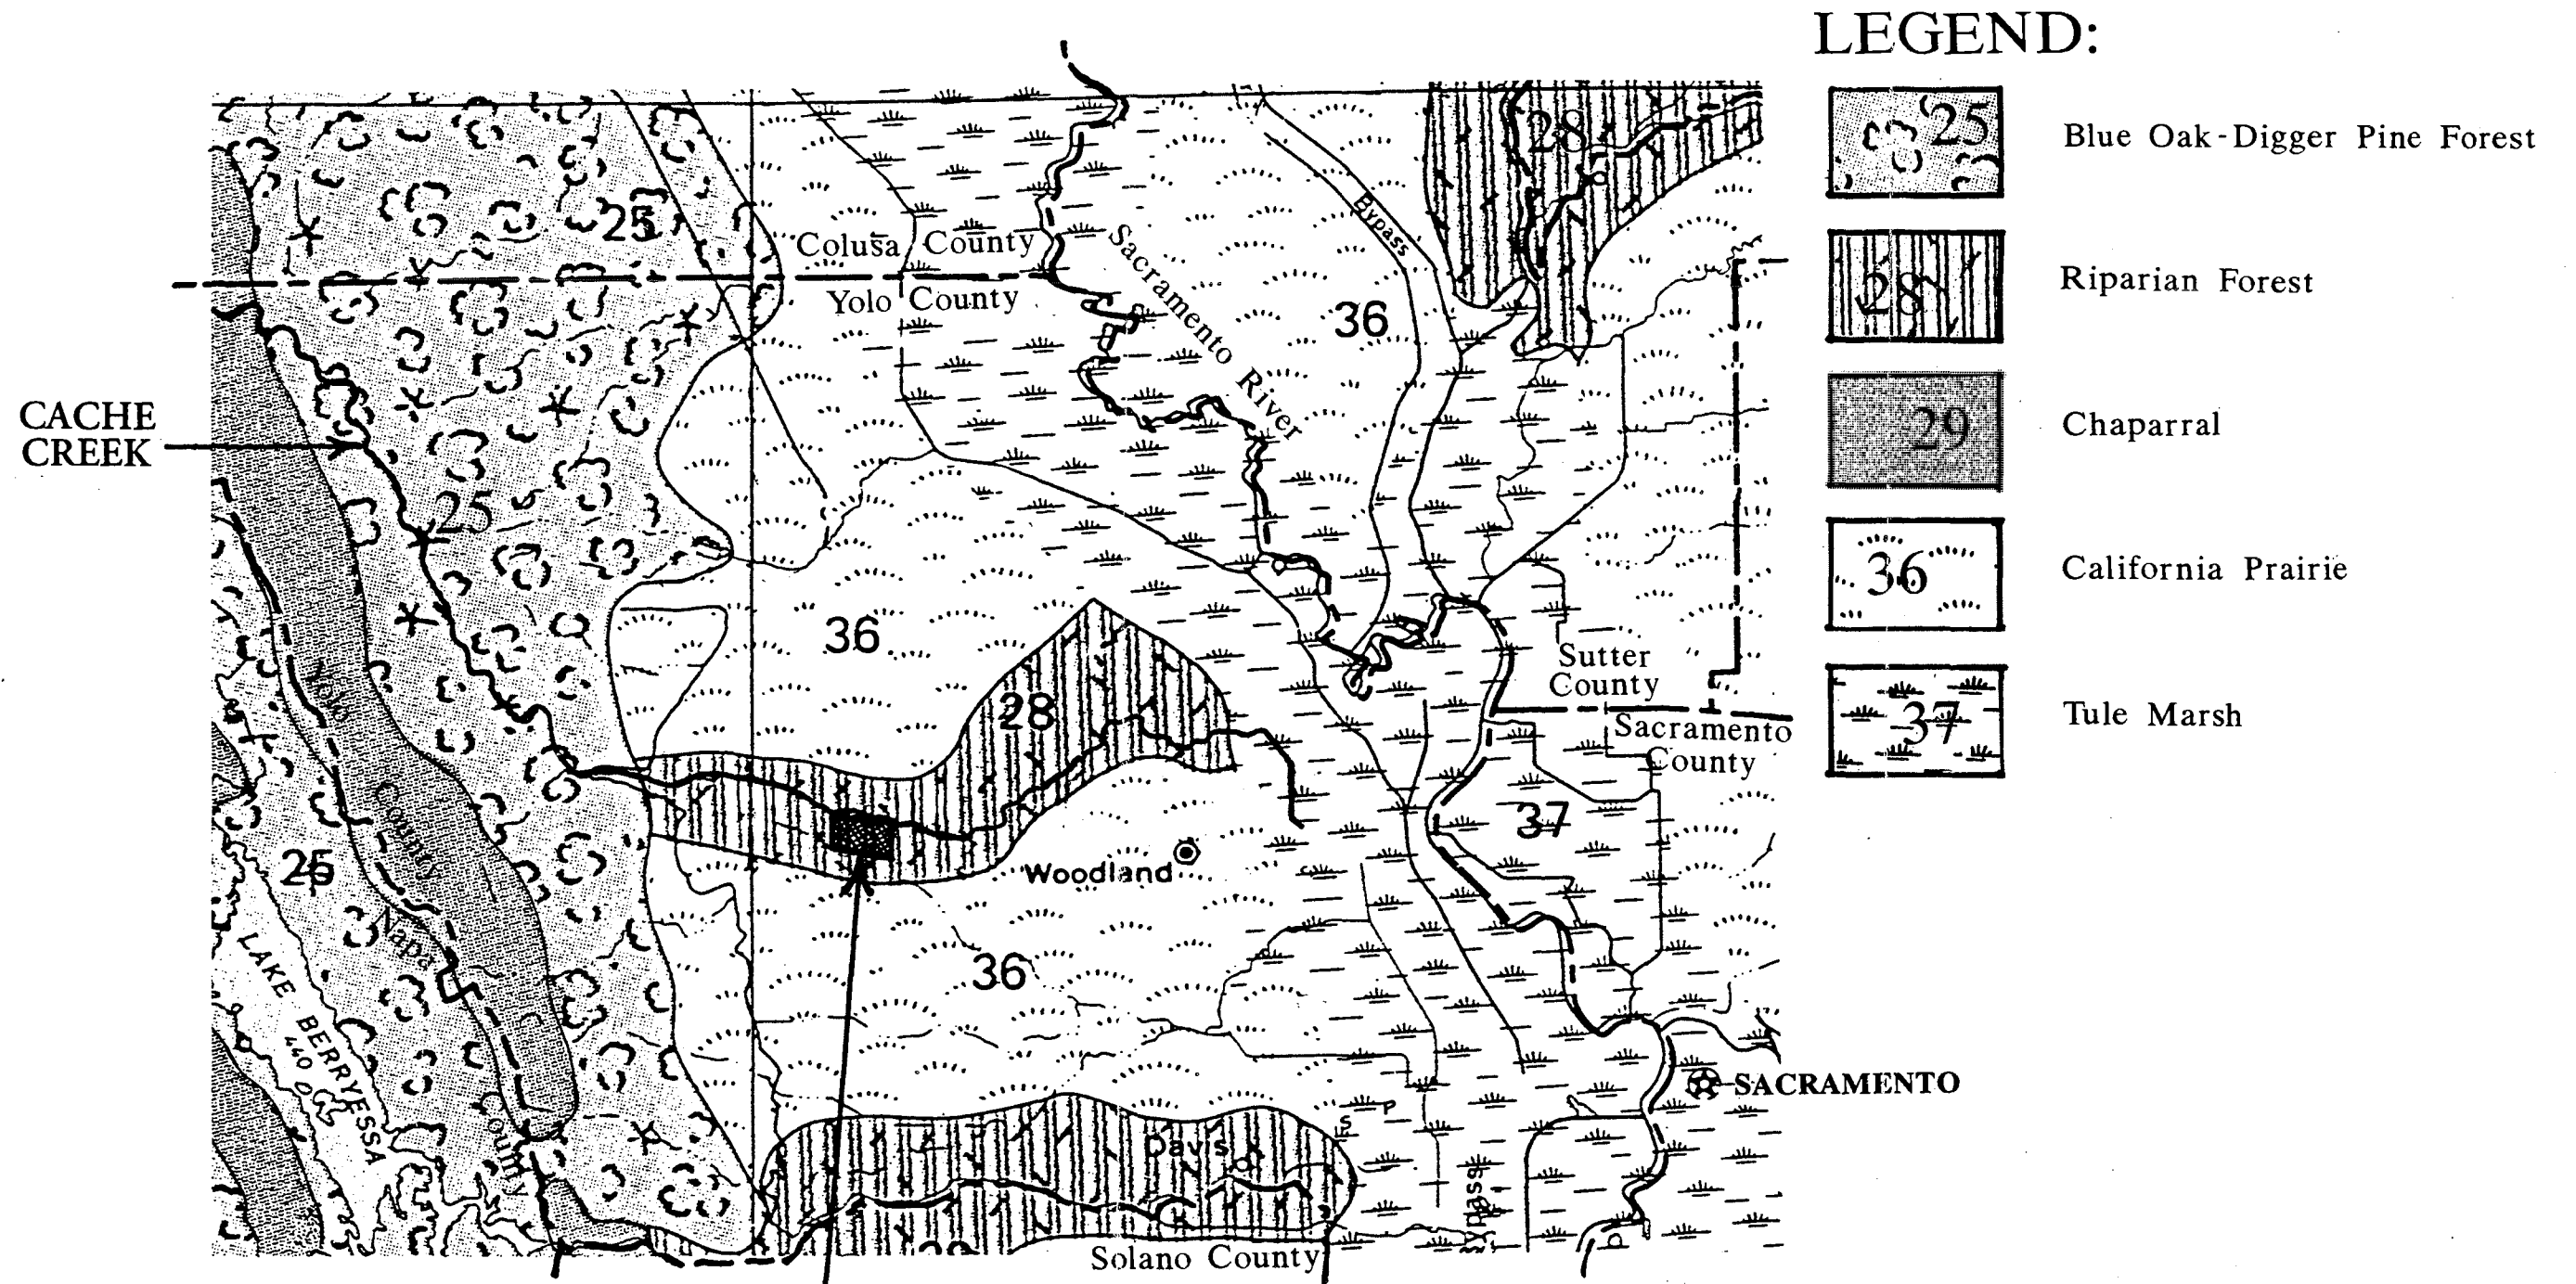 LEGEND:
25
Blue Oak-Digger Pine Forest
28
Riparian Forest
29
Chaparral
36
California Prairie
37
Tule Marsh
28
25
Bypass
Colusa County
Yolo County
Sacramento River
36
CACHE
CREEK
25
36
Sutter
County
Sacramento
County
28
Yolo
County
37
Woodland
25
Napa
County
36
LAKE BERRYESSA
440
SACRAMENTO
Davis
Solano County